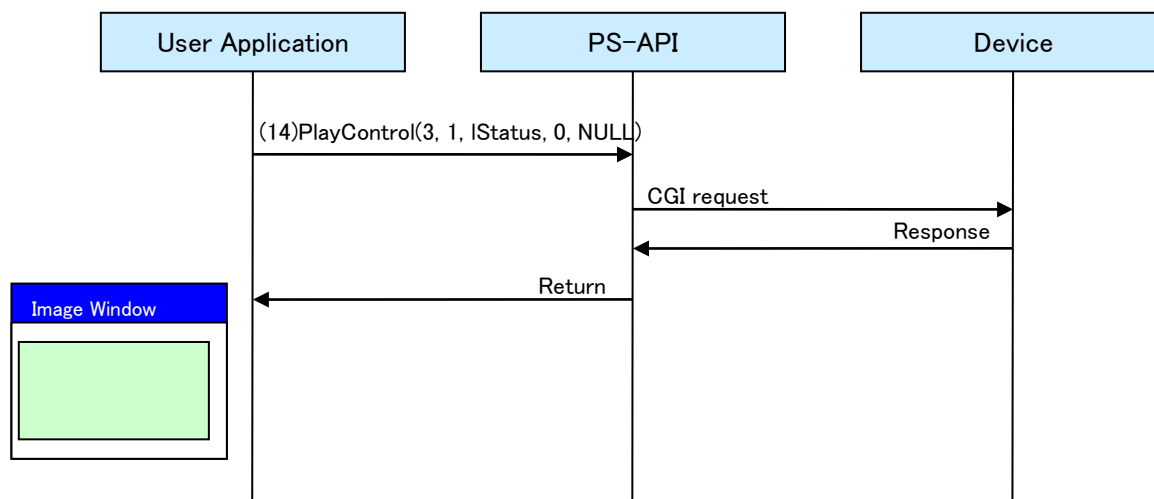 User Application
PS-API
Device
(14)PlayControl(3, 1, lStatus, 0, NULL)
CGI request
Response
Return
Image Window